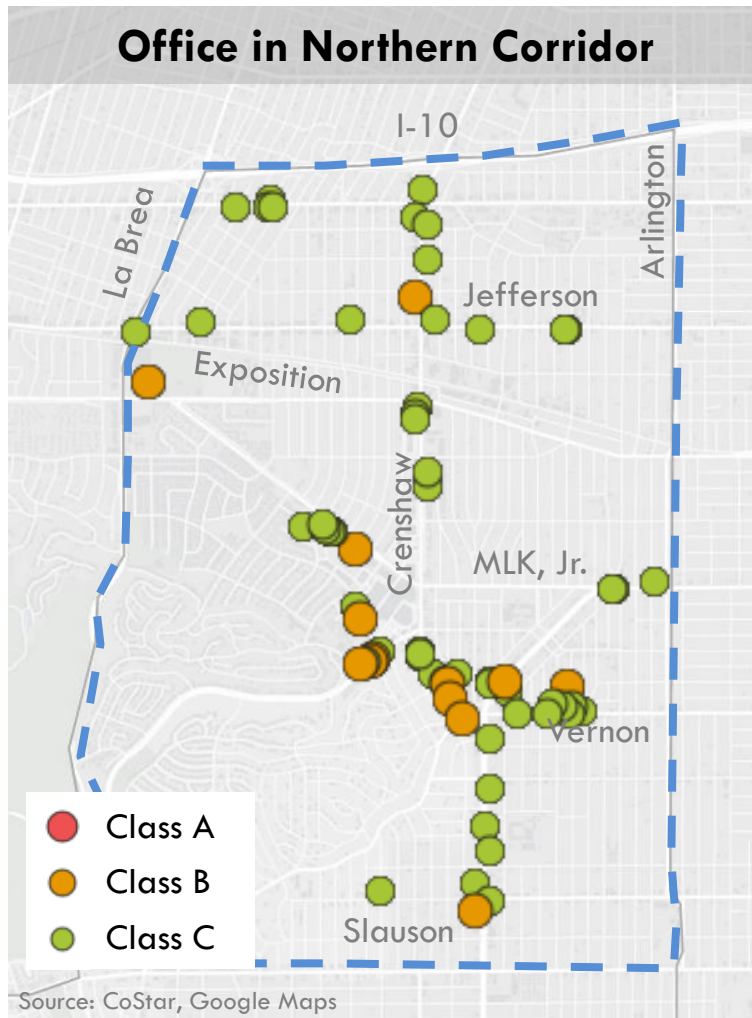 Office in Northern Corridor
I-10
La Brea
Arlington
Jefferson
Exposition
Crenshaw
MLK, Jr.
Vernon
Class A
Class B
Class C
Slauson
Source: CoStar, Google Maps